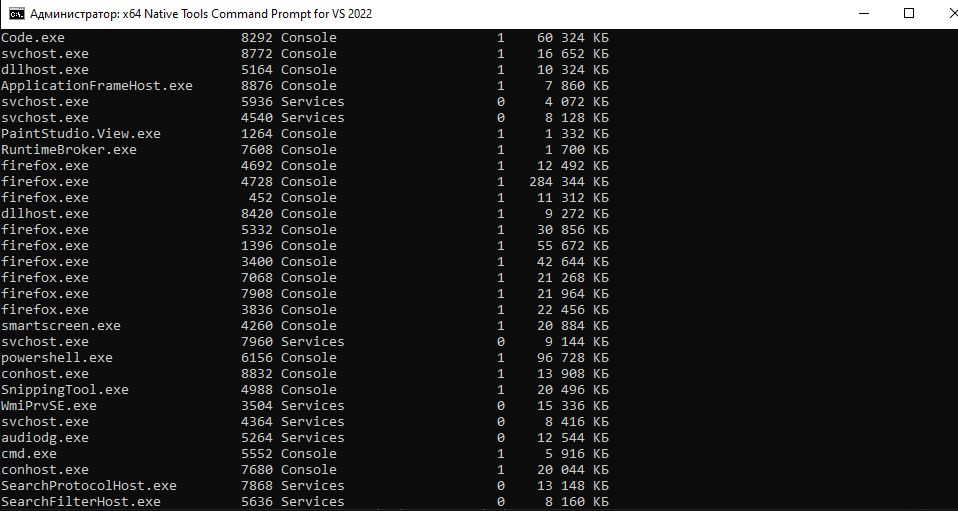 Администратор: x64 Native Tools Command Prompt for VS 2022
Code.exe 8292 Console 1 60 324 КБ
svchost.exe 8772 Console 1 16 652 КБ
dllhost.exe 5164 Console 1 10 324 КБ
ApplicationFrameHost.exe 8876 Console 1 7 860 КБ
svchost.exe 5936 Services 0 4 072 КБ
svchost.exe 4540 Services 0 8 128 КБ
PaintStudio.View.exe 1264 Console 1 1 332 КБ
RuntimeBroker.exe 7608 Console 1 1 700 КБ
firefox.exe 4692 Console 1 12 492 КБ
firefox.exe 4728 Console 1 284 344 КБ
firefox.exe 452 Console 1 11 312 КБ
dllhost.exe 8420 Console 1 9 272 КБ
firefox.exe 5332 Console 1 30 856 КБ
firefox.exe 1396 Console 1 55 672 КБ
firefox.exe 3400 Console 1 42 644 КБ
firefox.exe 7068 Console 1 21 268 КБ
firefox.exe 7908 Console 1 21 964 КБ
firefox.exe 3836 Console 1 22 456 КБ
smartscreen.exe 4260 Console 1 20 884 КБ
svchost.exe 7960 Services 0 9 144 КБ
powershell.exe 6156 Console 1 96 728 КБ
conhost.exe 8832 Console 1 13 908 КБ
SnippingTool.exe 4988 Console 1 20 496 КБ
WmiPrvSE.exe 3504 Services 0 15 336 КБ
svchost.exe 4364 Services 0 8 416 КБ
audiodg.exe 5264 Services 0 12 544 КБ
cmd.exe 5552 Console 1 5 916 КБ
conhost.exe 7680 Console 1 20 044 КБ
SearchProtocolHost.exe 7868 Services 0 13 148 КБ
SearchFilterHost.exe 5636 Services 0 8 160 КБ